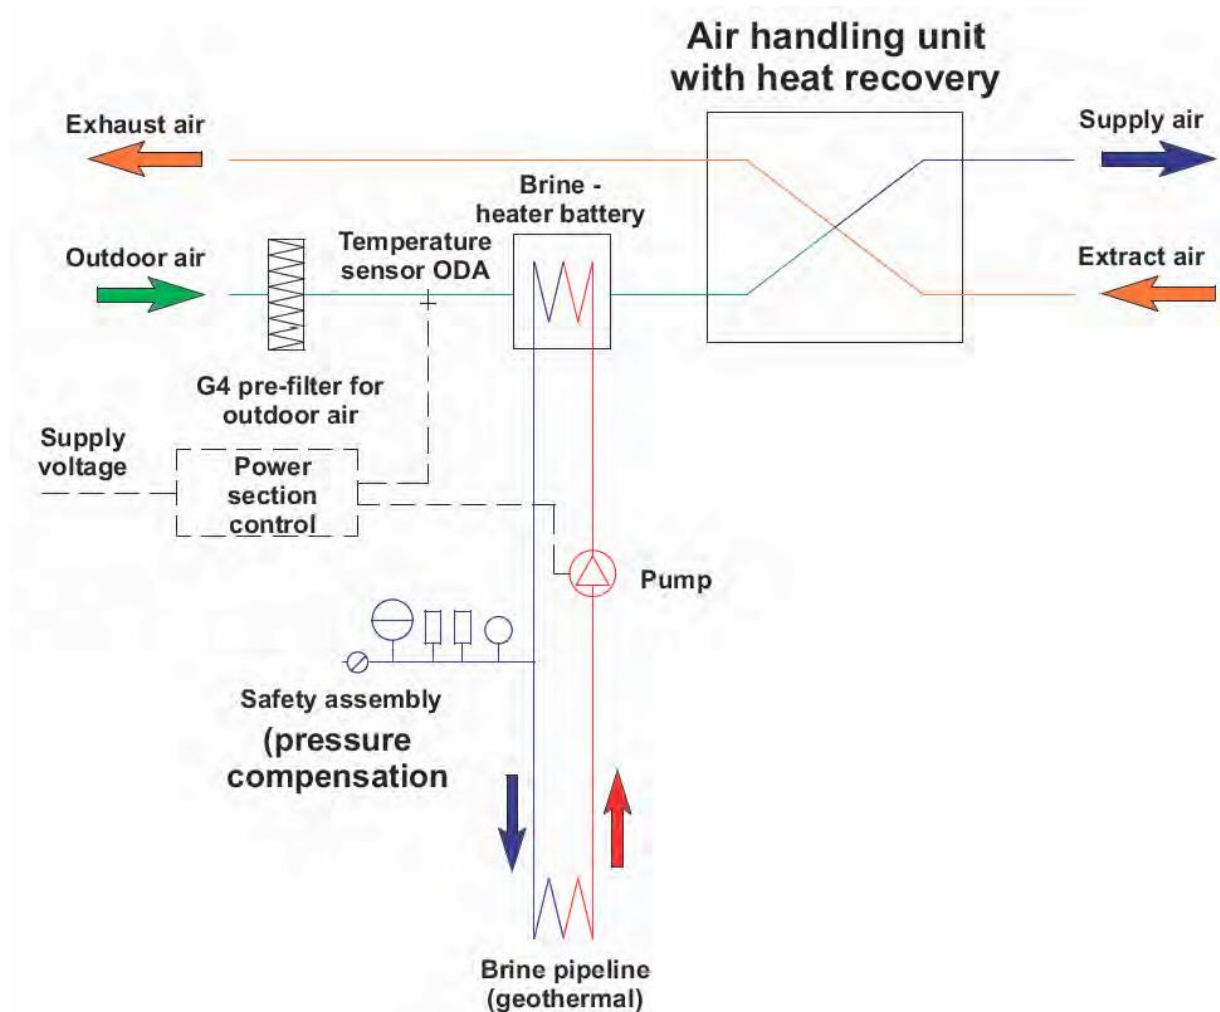 Air handling unit
with heat recovery
Exhaust air
Supply air
Brine -
heater battery
Temperature
sensor ODA
Outdoor air
Extract air
G4 pre-filter for
outdoor air
Supply
voltage
Power
section
control
Pump
Safety assembly
(pressure
compensation
Brine pipeline
(geothermal)